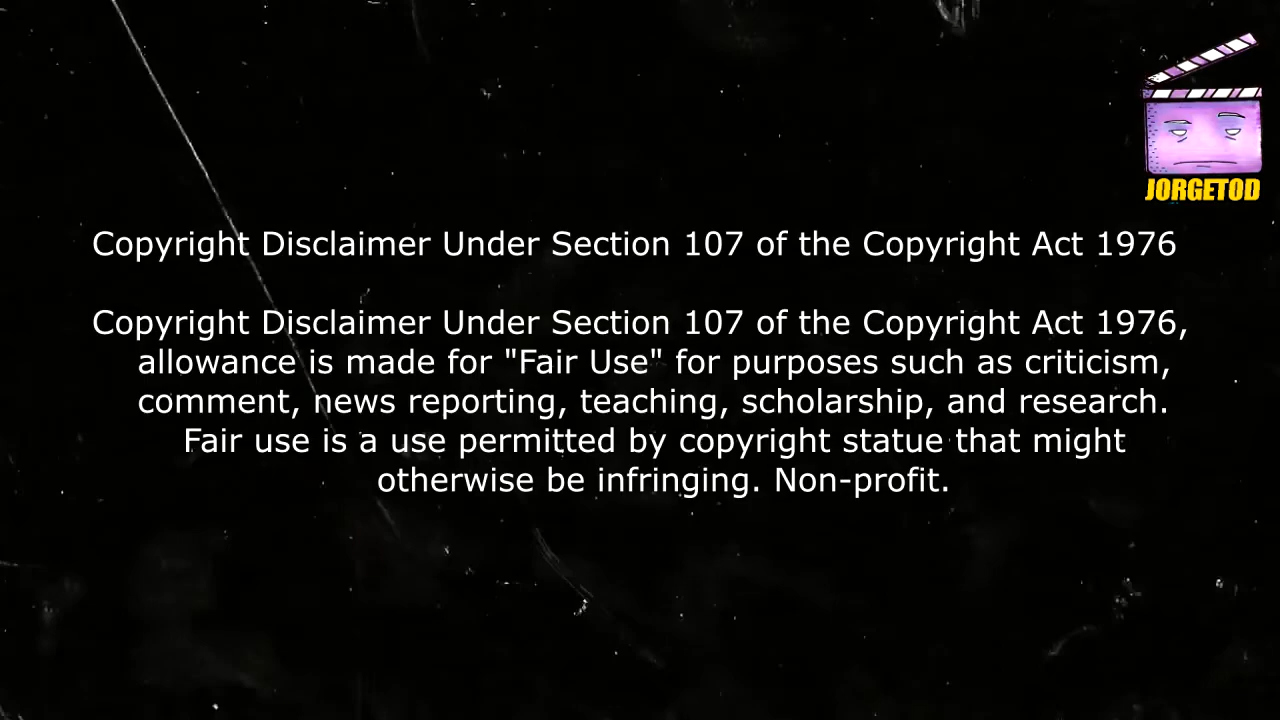 JORGETOD
Copyright Disclaimer Under Section 107 of the Copyright Act 1976
Copyright Disclaimer Under Section 107 of the Copyright Act 1976,
allowance is made for "Fair Use" for purposes such as criticism,
comment, news reporting, teaching, scholarship, and research.
Fair use is a use permitted by copyright statue that might
otherwise be infringing. Non-profit.